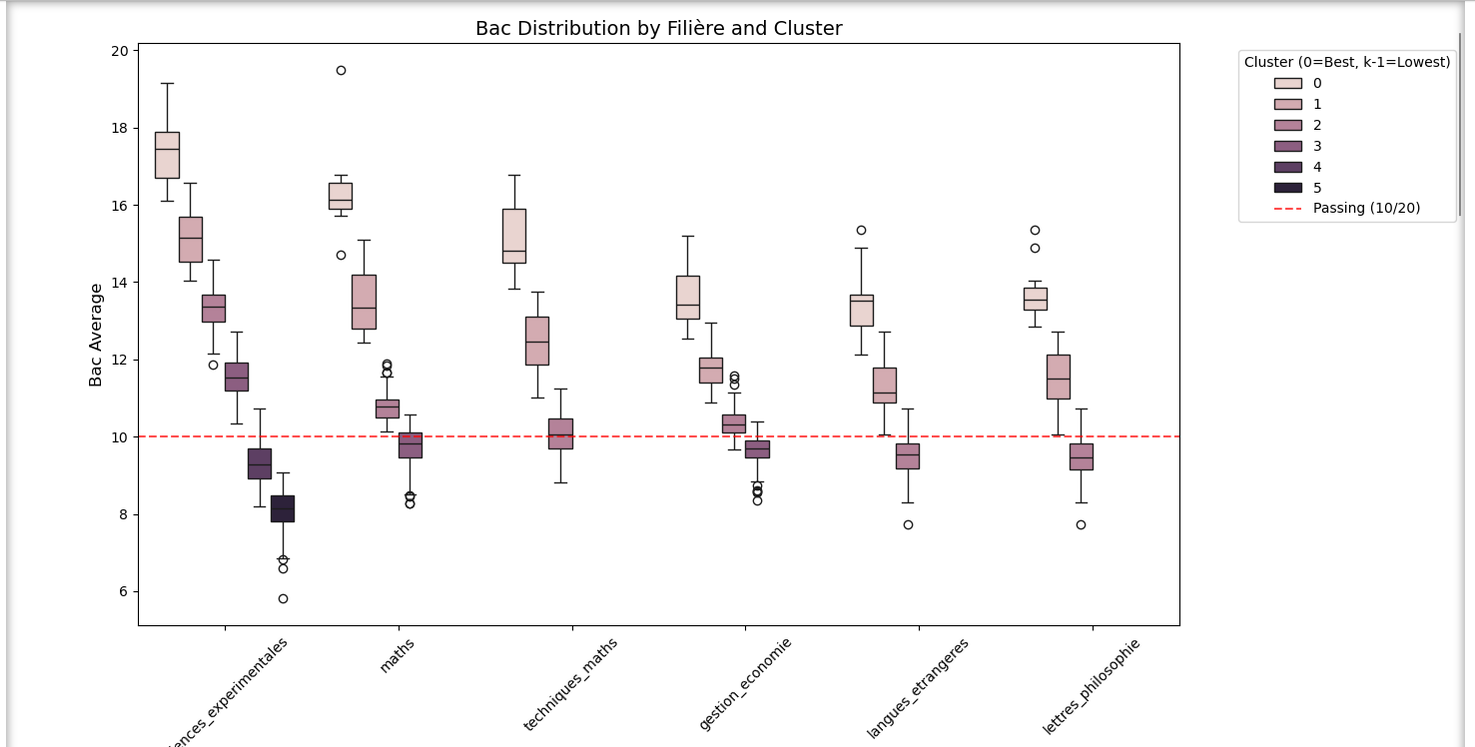 Bac Distribution by Filière and Cluster
Cluster (0=Best, k-1=Lowest)
0
1
2
3
4
5
Passing (10/20)
Bac Average
20
18
16
14
12
10
8
6
ences_experimentales
maths
techniques_maths
gestion_economie
langues_etrangeres
lettres_philosophie